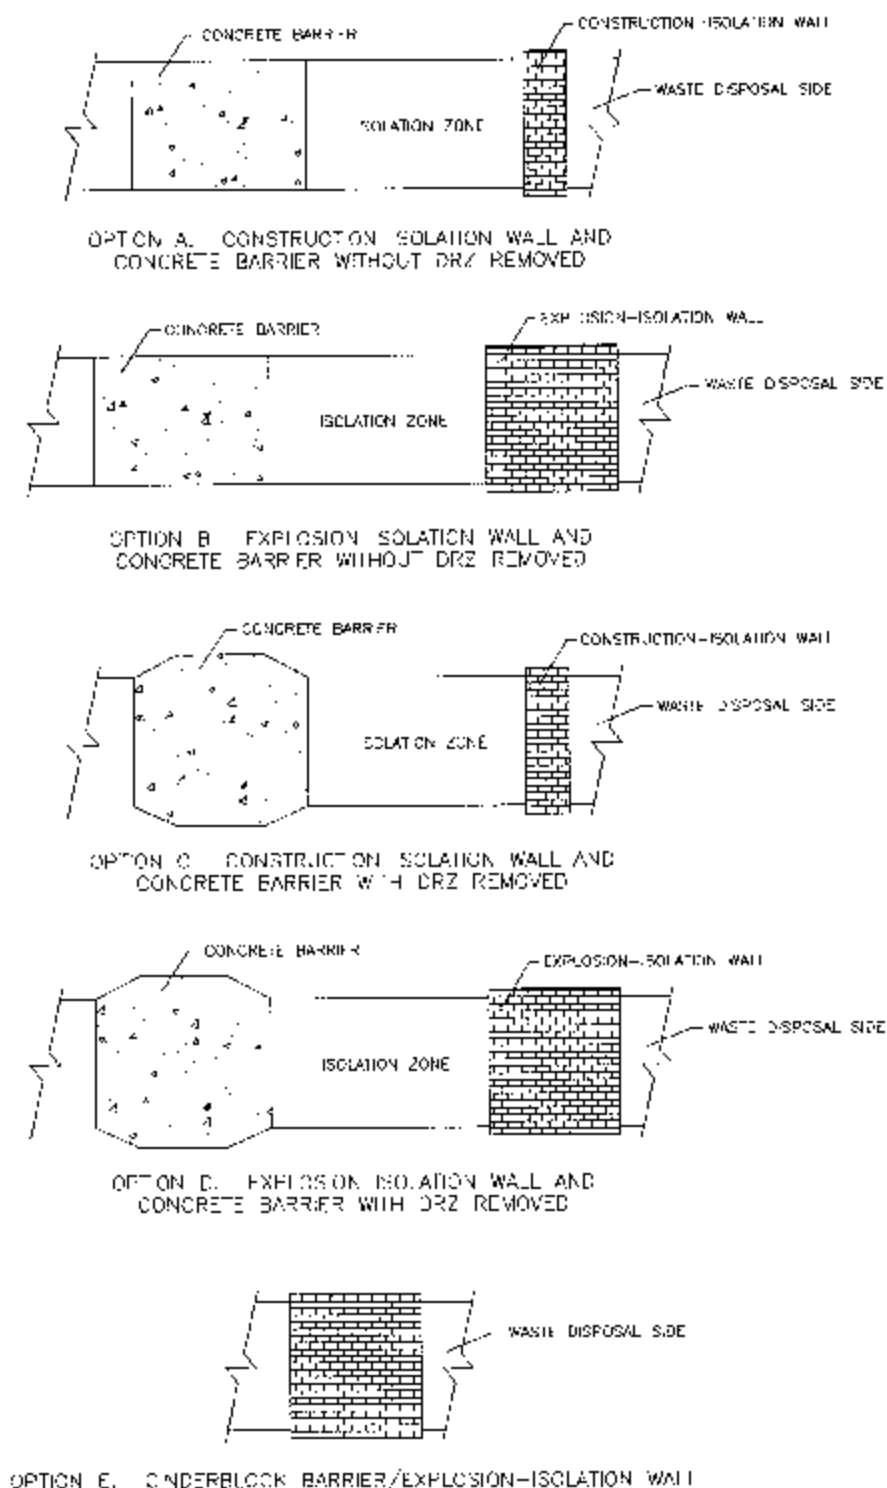 CONCRETE BARRIER
CONSTRUCTION-ISOLATION WALL
WASTE DISPOSAL SIDE
ISOLATION ZONE
OPTION A. CONSTRUCTION ISOLATION WALL AND
CONCRETE BARRIER WITHOUT DRZ REMOVED
EXPLOSION-ISOLATION WALL
CONCRETE BARRIER
WASTE DISPOSAL SIDE
ISOLATION ZONE
OPTION B EXPLOSION ISOLATION WALL AND
CONCRETE BARRIER WITHOUT DRZ REMOVED
CONCRETE BARRIER
CONSTRUCTION-ISOLATION WALL
WASTE DISPOSAL SIDE
ISOLATION ZONE
OPTION C CONSTRUCTION ISOLATION WALL AND
CONCRETE BARRIER WITH DRZ REMOVED
CONCRETE BARRIER
EXPLOSION-ISOLATION WALL
WASTE DISPOSAL SIDE
ISOLATION ZONE
OPTION D. EXPLOSION ISOLATION WALL AND
CONCRETE BARRIER WITH DRZ REMOVED
WASTE DISPOSAL SIDE
OPTION E. CINDERBLOCK BARRIER/EXPLOSION-ISOLATION WALL